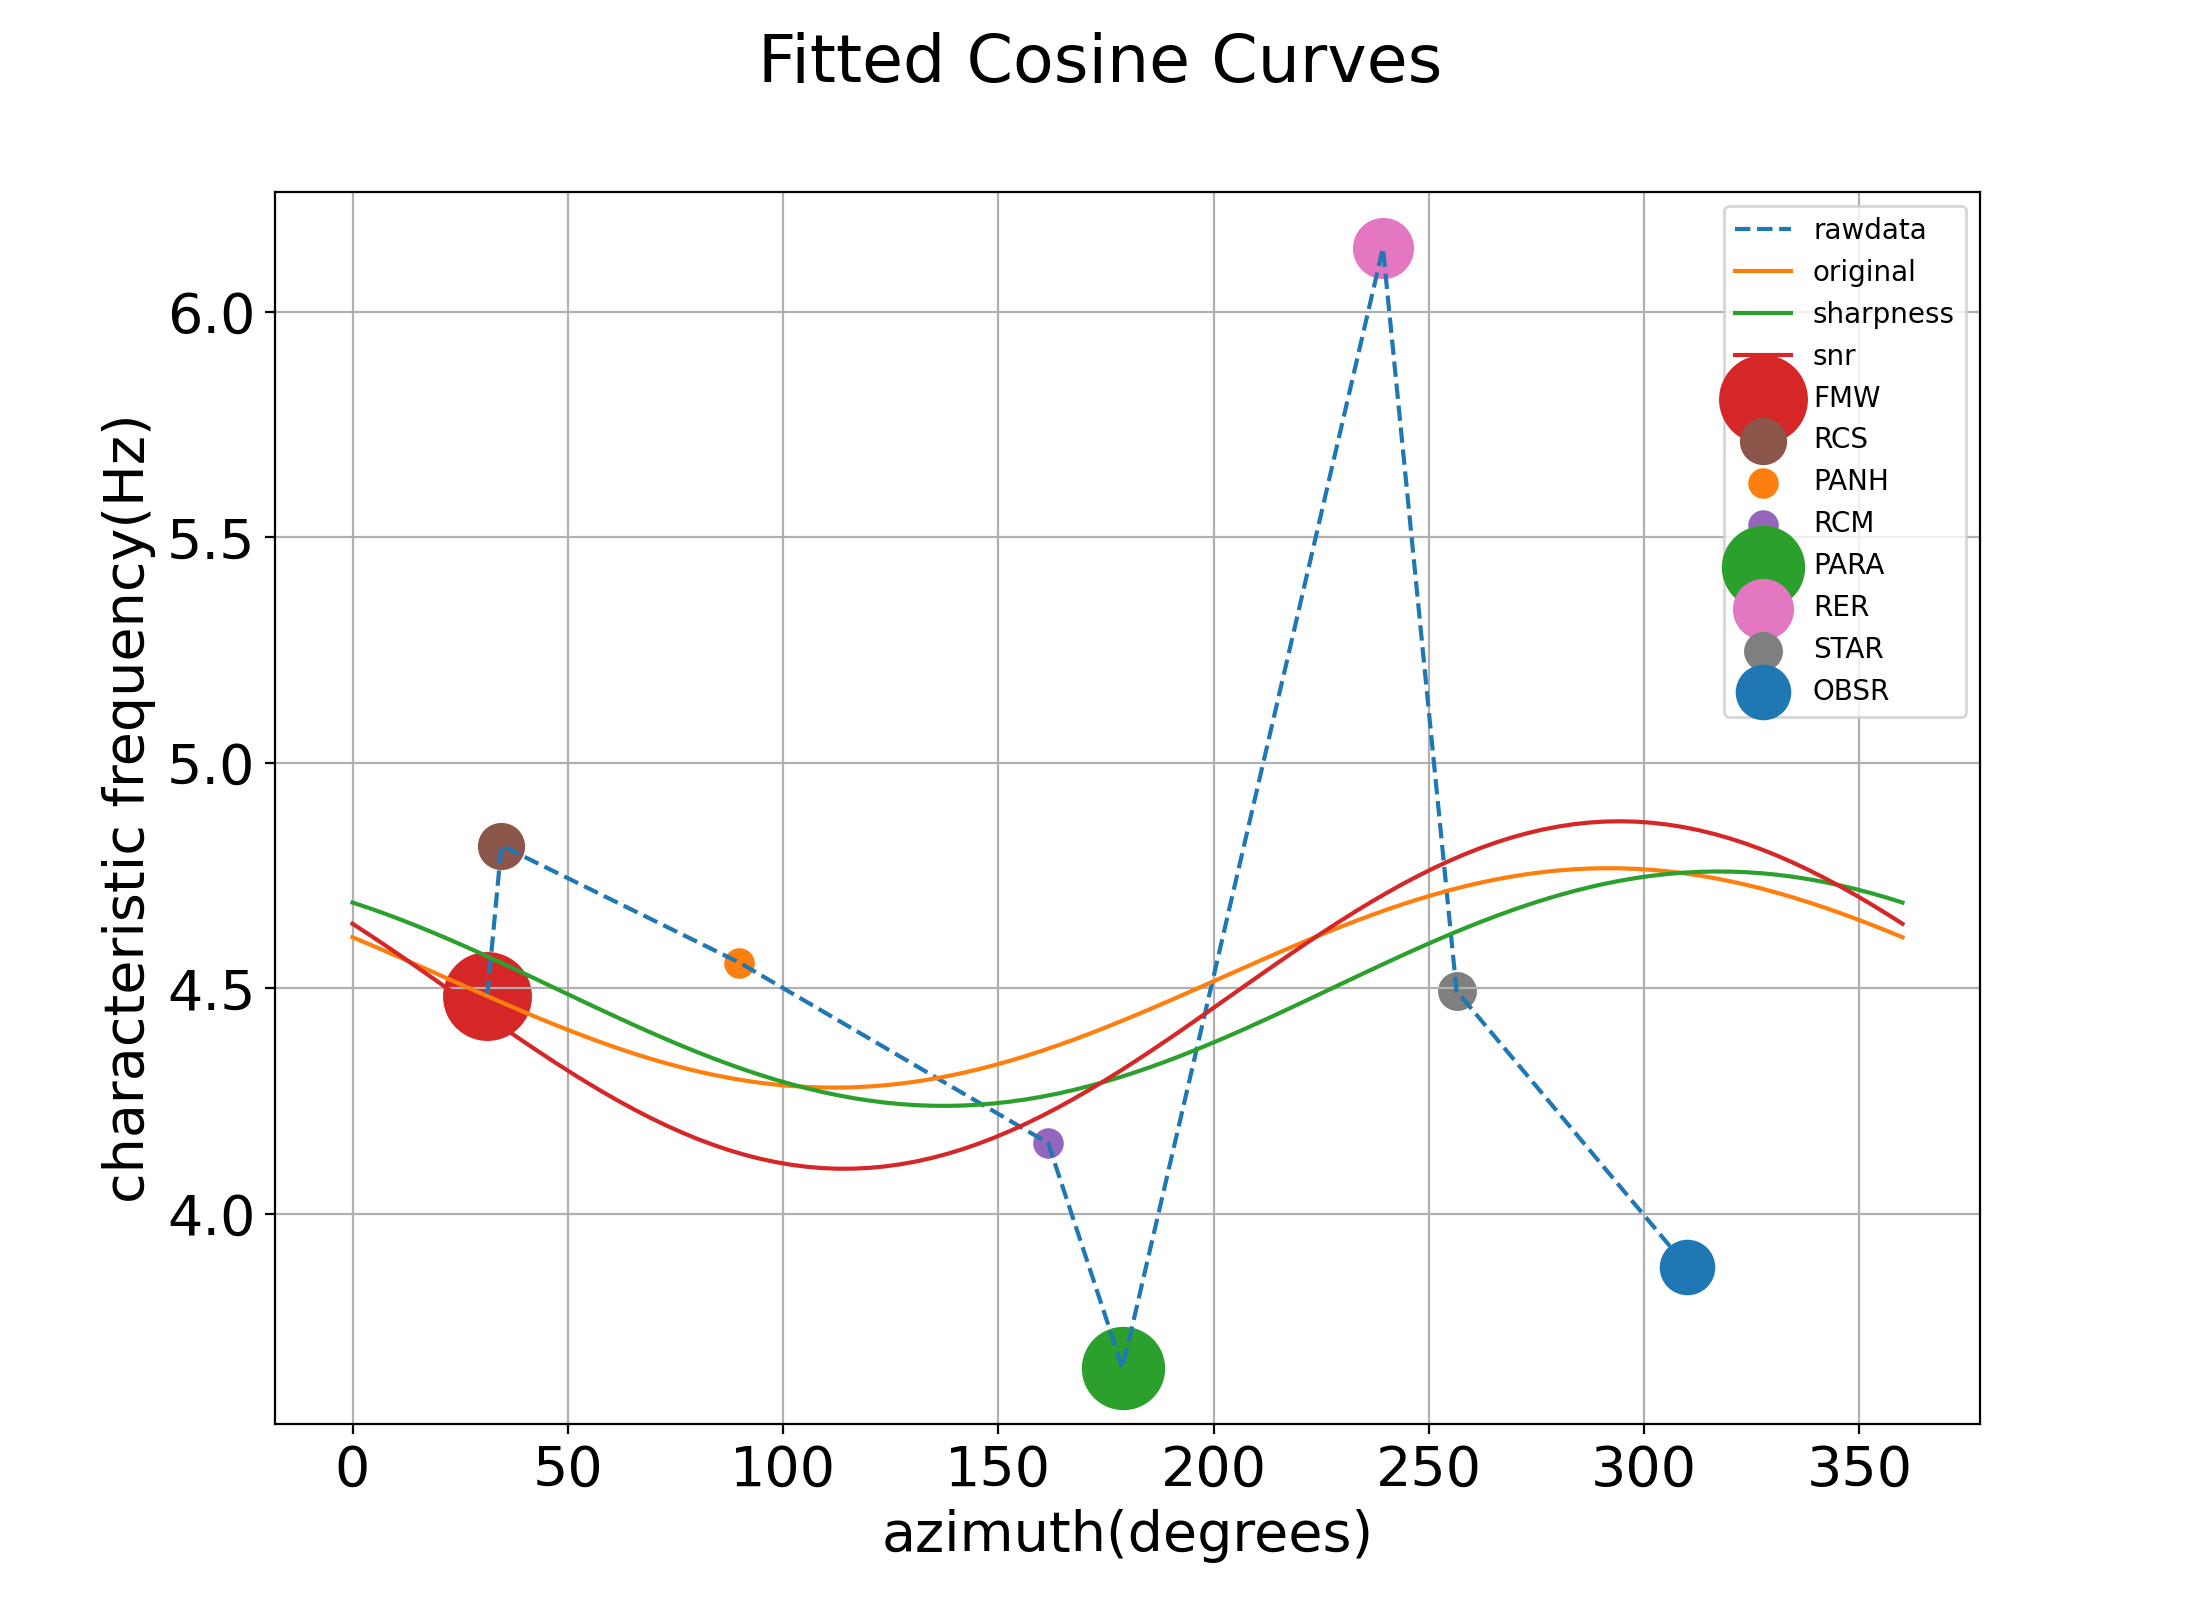 Fitted Cosine Curves
characteristic frequency(Hz)
6.0
5.5
5.0
4.5
4.0
rawdata
original
sharpness
snr
FMW
RCS
PANH
RCM
PARA
RER
STAR
OBSR
0 50 100 150 200 250 300 350
azimuth(degrees)